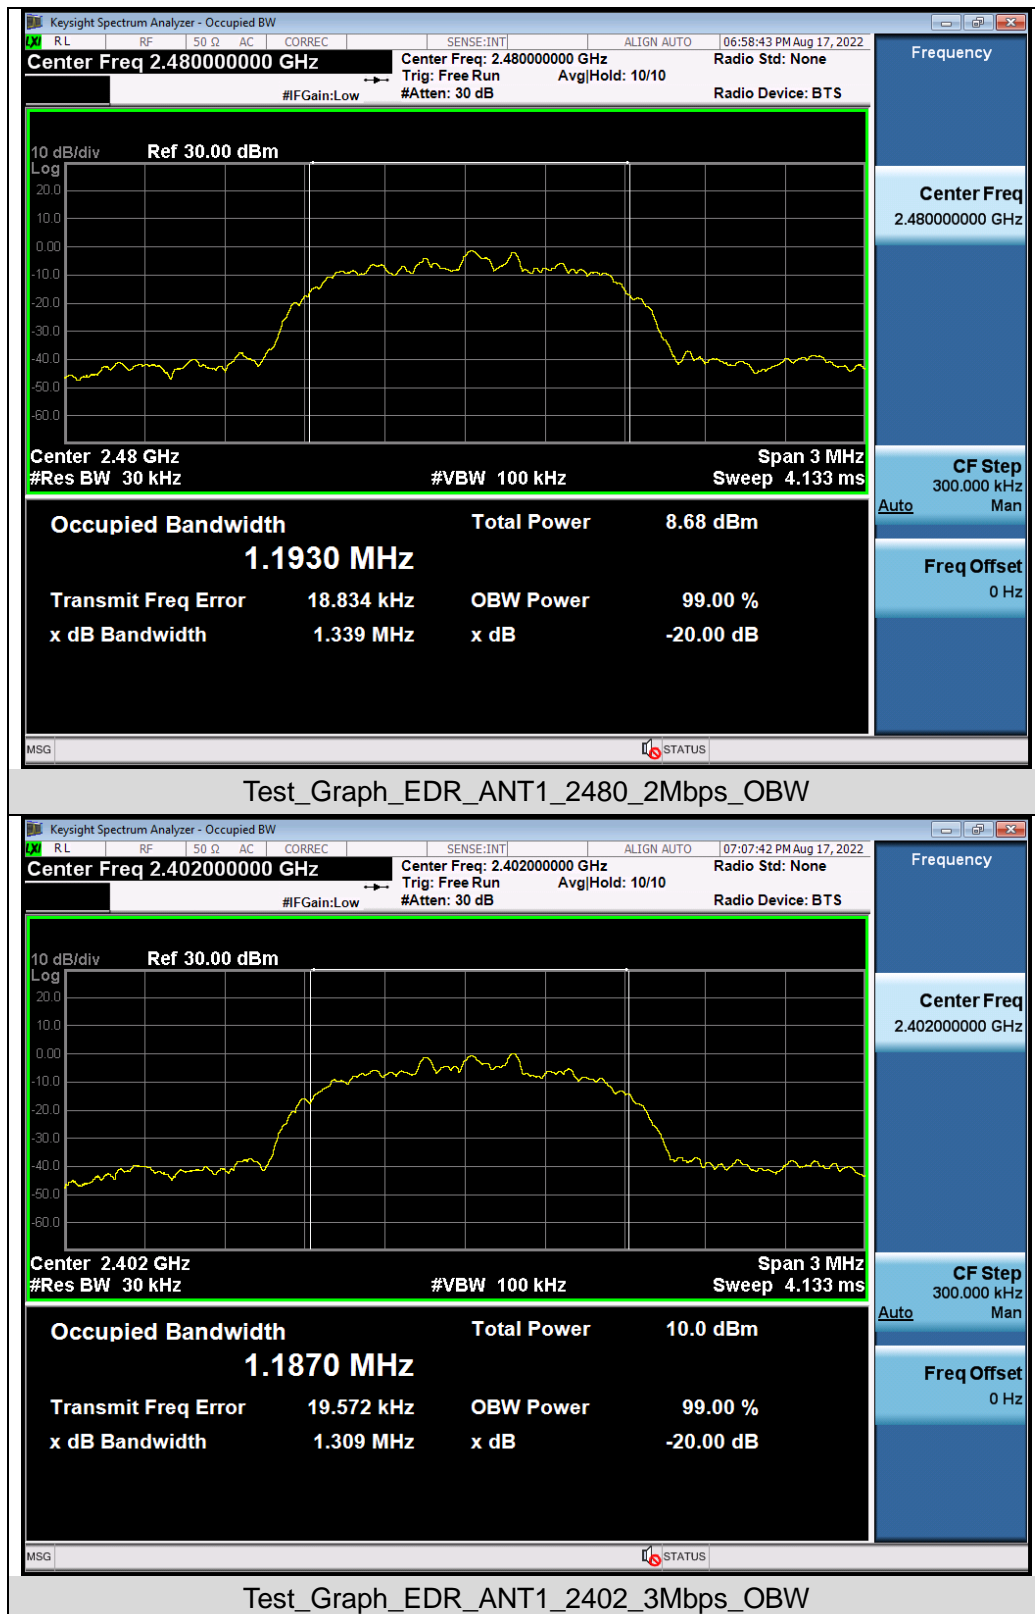 Keysight Spectrum Analyzer - Occupied BW
LXI RL RF 50 Ω AC CORREC SENSE:INT ALIGN AUTO 06:58:43 PM Aug 17, 2022
Center Freq 2.480000000 GHz
Center Freq: 2.480000000 GHz Radio Std: None
Trig: Free Run Avg|Hold: 10/10
#IFGain:Low #Atten: 30 dB Radio Device: BTS
Frequency
10 dB/div Ref 30.00 dBm
Log
20.0
10.0
0.00
-10.0
-20.0
-30.0
-40.0
-50.0
-60.0
Center Freq
2.480000000 GHz
Center 2.48 GHz Span 3 MHz
#Res BW 30 kHz #VBW 100 kHz Sweep 4.133 ms
CF Step
300.000 kHz
Auto Man
Occupied Bandwidth Total Power 8.68 dBm
1.1930 MHz
Transmit Freq Error 18.834 kHz OBW Power 99.00 %
x dB Bandwidth 1.339 MHz x dB -20.00 dB
Freq Offset
0 Hz
MSG STATUS
Test_Graph_EDR_ANT1_2480_2Mbps_OBW
Keysight Spectrum Analyzer - Occupied BW
LXI RL RF 50 Ω AC CORREC SENSE:INT ALIGN AUTO 07:07:42 PM Aug 17, 2022
Center Freq 2.402000000 GHz
Center Freq: 2.402000000 GHz Radio Std: None
Trig: Free Run Avg|Hold: 10/10
#IFGain:Low #Atten: 30 dB Radio Device: BTS
Frequency
10 dB/div Ref 30.00 dBm
Log
20.0
10.0
0.00
-10.0
-20.0
-30.0
-40.0
-50.0
-60.0
Center Freq
2.402000000 GHz
Center 2.402 GHz Span 3 MHz
#Res BW 30 kHz #VBW 100 kHz Sweep 4.133 ms
CF Step
300.000 kHz
Auto Man
Occupied Bandwidth Total Power 10.0 dBm
1.1870 MHz
Transmit Freq Error 19.572 kHz OBW Power 99.00 %
x dB Bandwidth 1.309 MHz x dB -20.00 dB
Freq Offset
0 Hz
MSG STATUS
Test_Graph_EDR_ANT1_2402_3Mbps_OBW